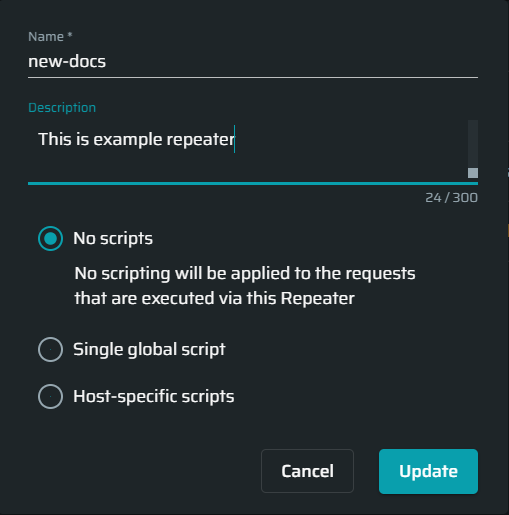 Name *
new-docs
Description
This is example repeater
24 / 300
No scripts
No scripting will be applied to the requests
that are executed via this Repeater
Single global script
Host-specific scripts
Cancel
Update